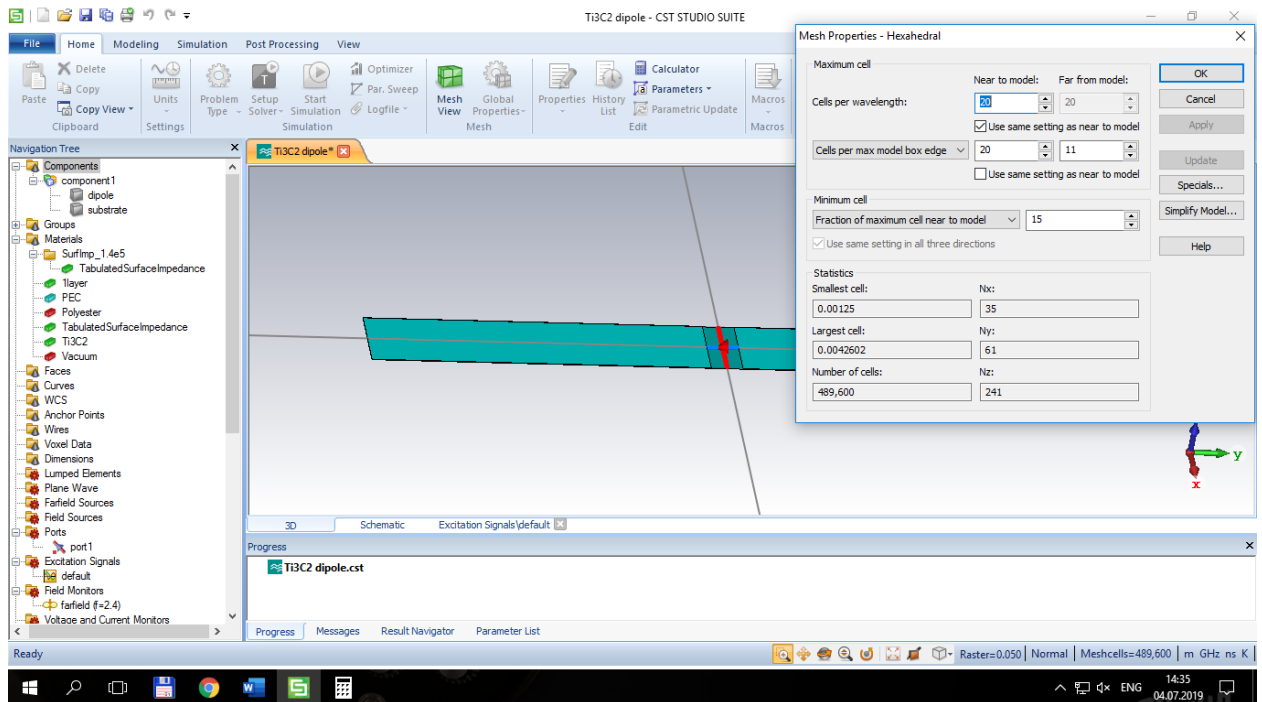 Ti3C2 dipole - CST STUDIO SUITE
File Home Modeling Simulation Post Processing View
Paste
Delete
Copy
Copy View
Clipboard
Units
Settings
Problem Type
Setup Solver
Start Simulation
Optimizer
Par. Sweep
Logfile
Simulation
Mesh View
Global Properties
Mesh
Properties
History List
Calculator
Parameters
Parametric Update
Edit
Macros
Macros
Navigation Tree
Components
component1
dipole
substrate
Groups
Materials
SurfImp_1.4e5
TabulatedSurfaceImpedance
1layer
PEC
Polyester
TabulatedSurfaceImpedance
Ti3C2
Vacuum
Faces
Curves
WCS
Anchor Points
Wires
Voxel Data
Dimensions
Lumped Elements
Plane Wave
Farfield Sources
Field Sources
Ports
port1
Excitation Signals
default
Field Monitors
farfield (f=2.4)
Voltage and Current Monitors
Ti3C2 dipole*
y
x
3D Schematic Excitation Signals\default
Progress
Ti3C2 dipole.cst
Progress Messages Result Navigator Parameter List
Mesh Properties - Hexahedral
Maximum cell
Near to model: Far from model:
Cells per wavelength: 20 20
Use same setting as near to model
Cells per max model box edge 20 11
Use same setting as near to model
Minimum cell
Fraction of maximum cell near to model 15
Use same setting in all three directions
Statistics
Smallest cell: Nx:
0.00125 35
Largest cell: Ny:
0.0042602 61
Number of cells: Nz:
489,600 241
OK
Cancel
Apply
Update
Specials...
Simplify Model...
Help
Ready
Raster=0.050 Normal Meshcells=489,600 m GHz ns K
ENG
14:35
04.07.2019